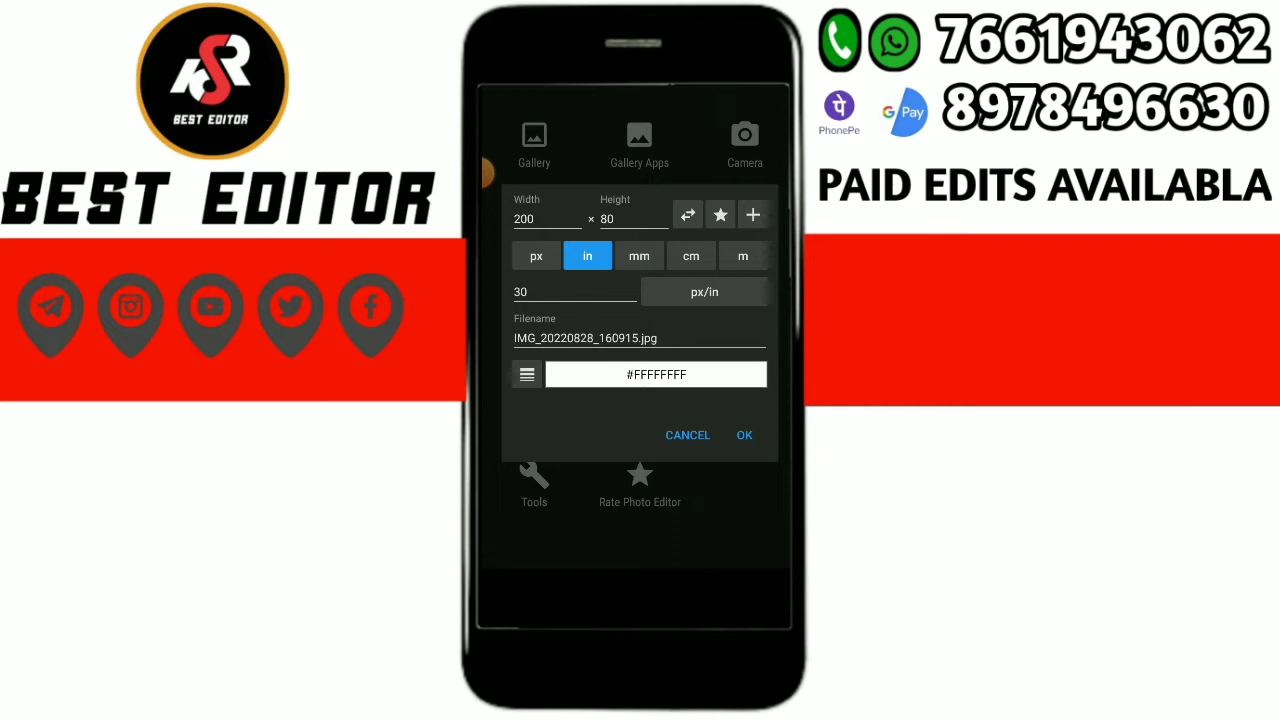 KSR
BEST EDITOR
BEST EDITOR
7661943062
8978496630
पे
PhonePe
G Pay
PAID EDITS AVAILABLA
Gallery
Gallery Apps
Camera
Width
Height
200
×
80
px
in
mm
cm
m
30
px/in
Filename
IMG_20220828_160915.jpg
#FFFFFFFF
CANCEL
OK
Tools
Rate Photo Editor